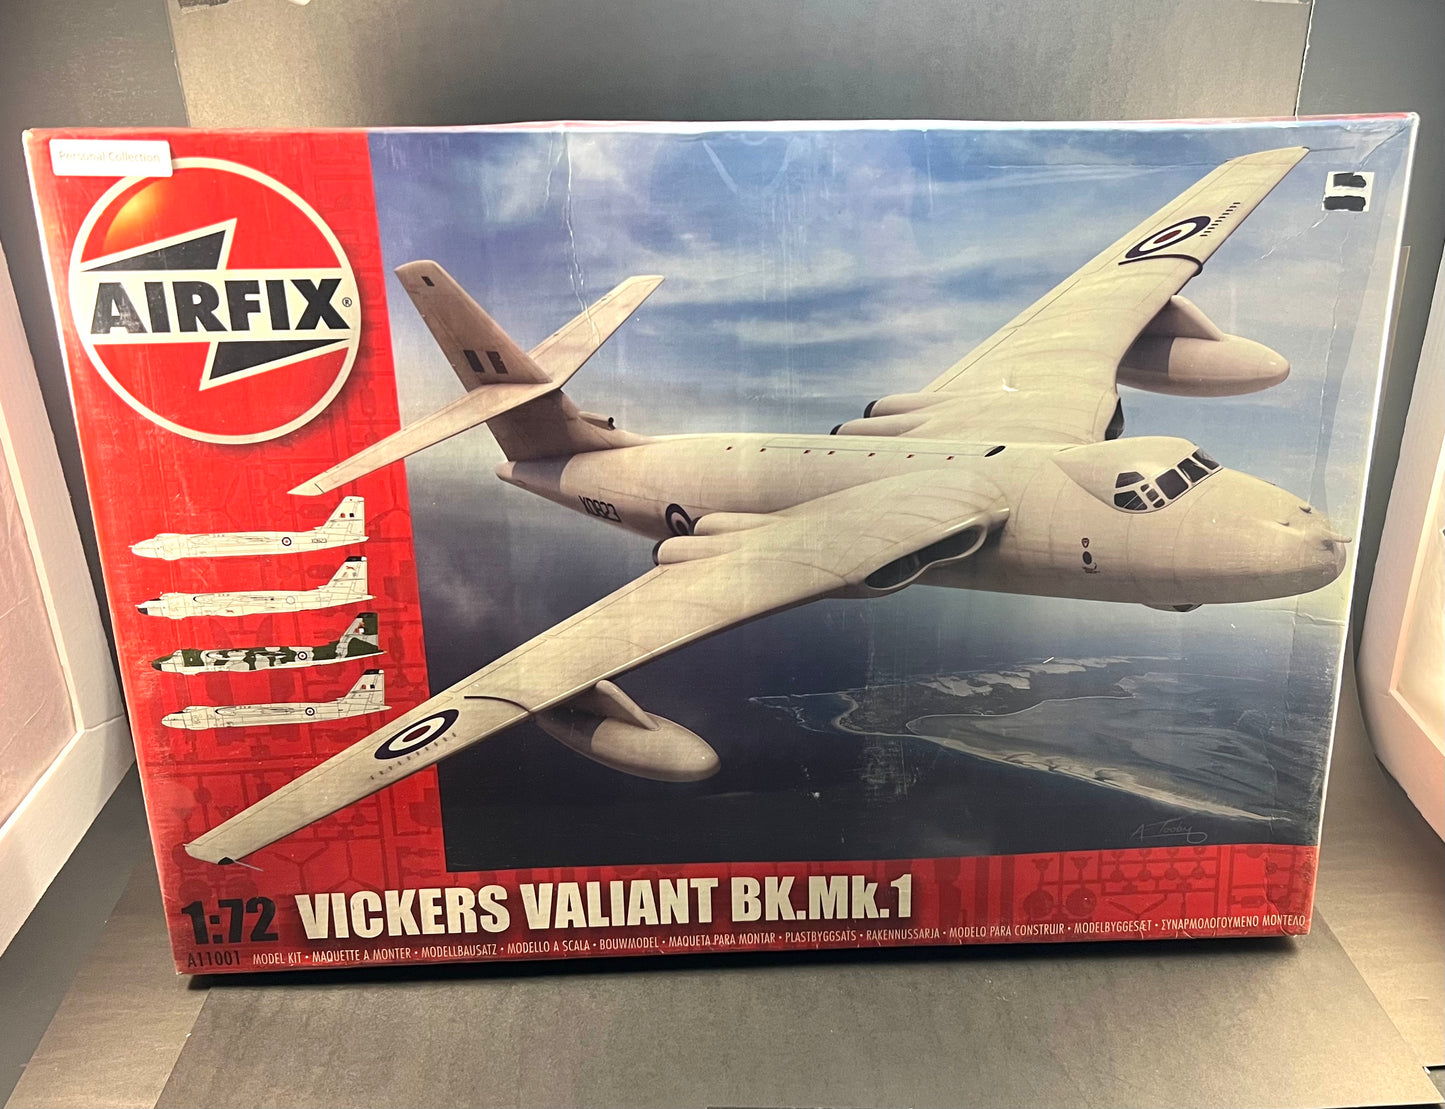 Personal Collection
AIRFIX®
XD823
A Tooby
1:72 VICKERS VALIANT BK.Mk.1
A11001 MODEL KIT • MAQUETTE A MONTER • MODELLBAUSATZ • MODELLO A SCALA • BOUWMODEL • MAQUETA PARA MONTAR • PLASTBYGGSATS • RAKENNUSSARJA • MODELO PARA CONSTRUIR • MODELBYGGESÆT • ΣΥΝΑΡΜΟΛΟΓΟΥΜΕΝΟ ΜΟΝΤΕΛΟ